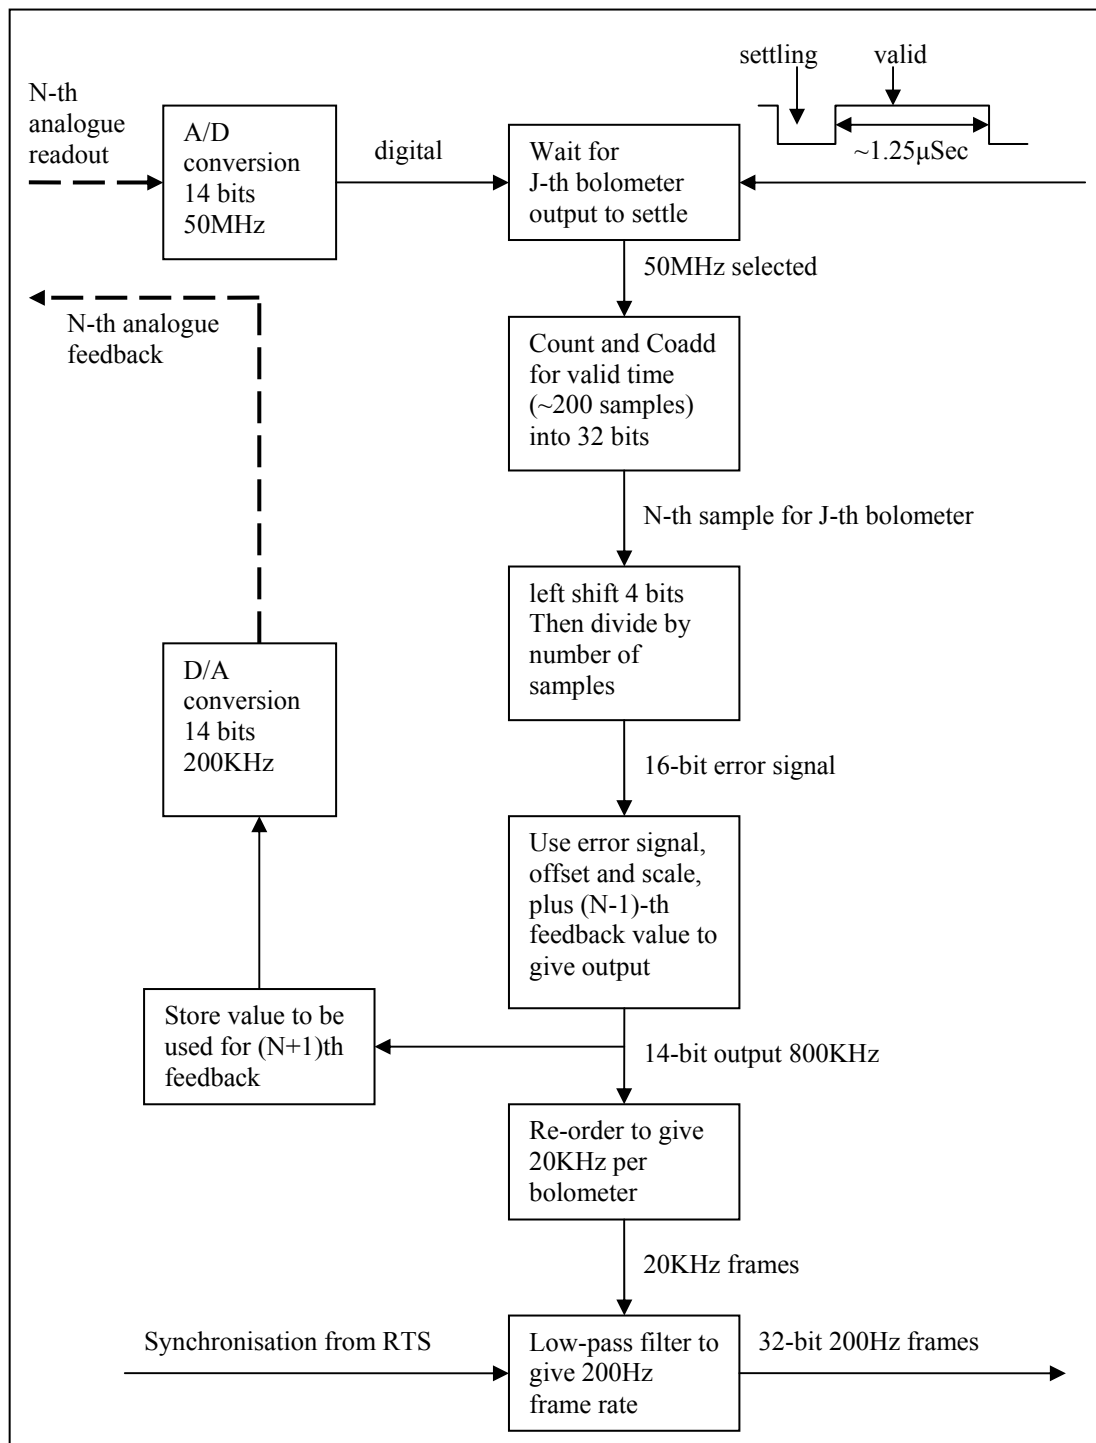 settling
valid
~1.25µSec
N-th
analogue
readout
A/D
conversion
14 bits
50MHz
digital
Wait for
J-th bolometer
output to settle
50MHz selected
N-th analogue
feedback
Count and Coadd
for valid time
(~200 samples)
into 32 bits
N-th sample for J-th bolometer
left shift 4 bits
Then divide by
number of
samples
D/A
conversion
14 bits
200KHz
16-bit error signal
Use error signal,
offset and scale,
plus (N-1)-th
feedback value to
give output
Store value to be
used for (N+1)th
feedback
14-bit output 800KHz
Re-order to give
20KHz per
bolometer
20KHz frames
Synchronisation from RTS
Low-pass filter to
give 200Hz
frame rate
32-bit 200Hz frames